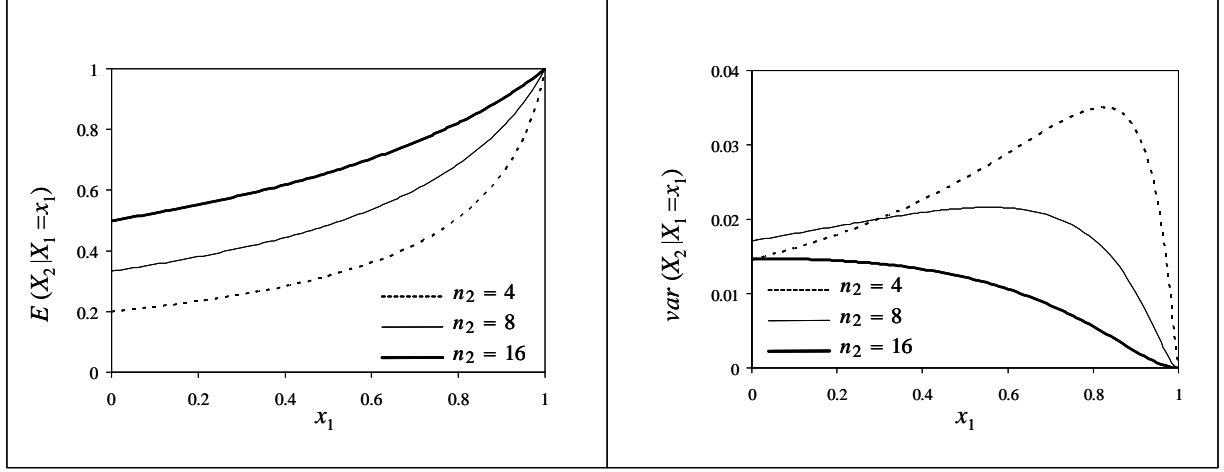 1
0.8
0.6
0.4
0.2
0
E (X2|X1 =x1)
n2 = 4
n2 = 8
n2 = 16
0 0.2 0.4 0.6 0.8 1
x1
0.04
0.03
0.02
0.01
0
var (X2|X1 =x1)
n2 = 4
n2 = 8
n2 = 16
0 0.2 0.4 0.6 0.8 1
x1